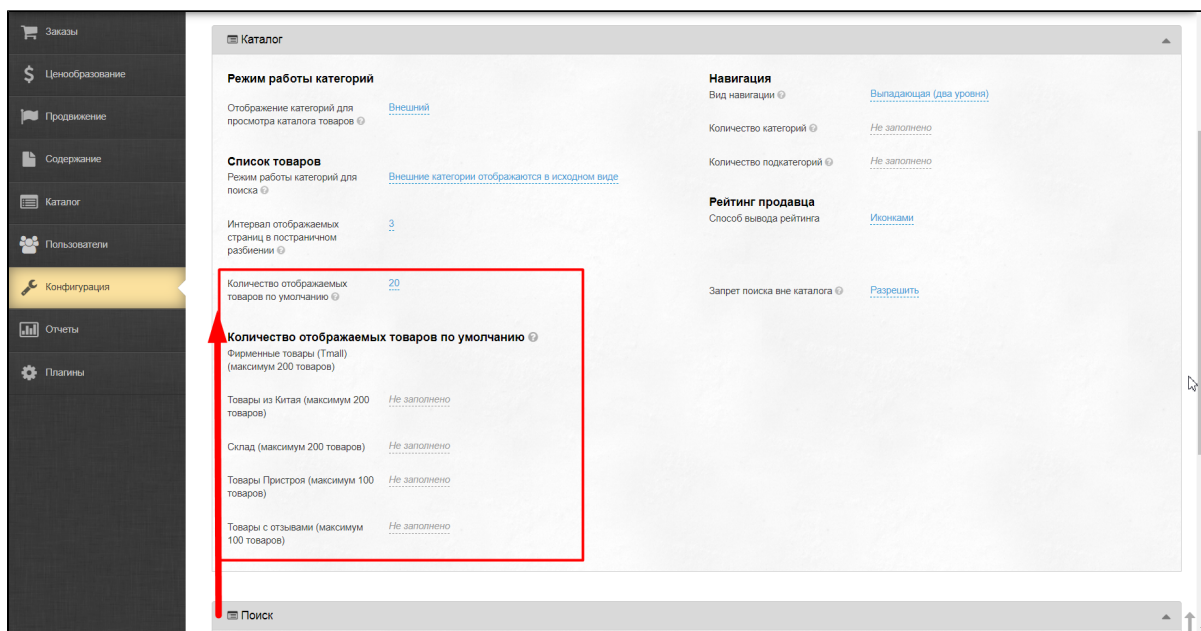 Заказы
Ценообразование
Продвижение
Содержание
Каталог
Пользователи
Конфигурация
Отчеты
Плагины
Каталог
Режим работы категорий
Отображение категорий для
просмотра каталога товаров
Внешний
Список товаров
Режим работы категорий для
поиска
Внешние категории отображаются в исходном виде
Интервал отображаемых
страниц в постраничном
разбиении
3
Количество отображаемых
товаров по умолчанию
20
Количество отображаемых товаров по умолчанию
Фирменные товары (Tmall)
(максимум 200 товаров)
Товары из Китая (максимум 200
товаров)
Не заполнено
Склад (максимум 200 товаров)
Не заполнено
Товары Пристроя (максимум 100
товаров)
Не заполнено
Товары с отзывами (максимум
100 товаров)
Не заполнено
Навигация
Вид навигации
Выпадающая (два уровня)
Количество категорий
Не заполнено
Количество подкатегорий
Не заполнено
Рейтинг продавца
Способ вывода рейтинга
Иконками
Запрет поиска вне каталога
Разрешить
Поиск